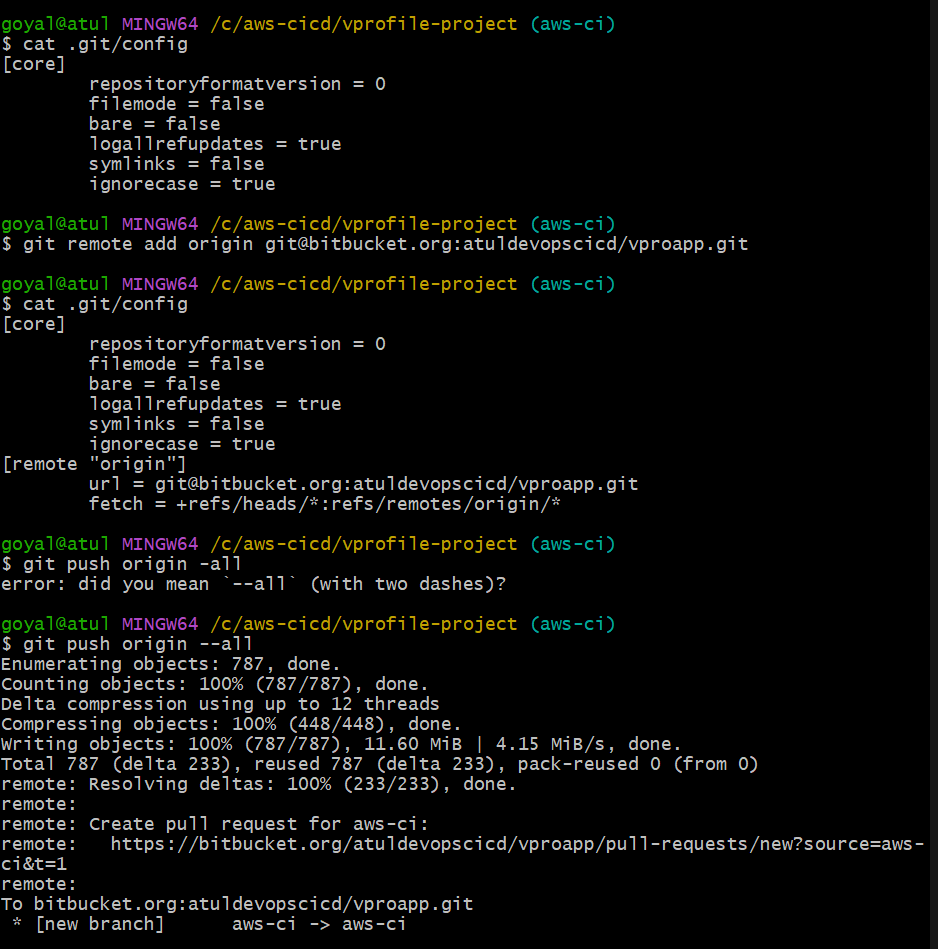 goyal@atul MINGW64 /c/aws-cicd/vprofile-project (aws-ci)
$ cat .git/config
[core]
        repositoryformatversion = 0
        filemode = false
        bare = false
        logallrefupdates = true
        symlinks = false
        ignorecase = true

goyal@atul MINGW64 /c/aws-cicd/vprofile-project (aws-ci)
$ git remote add origin git@bitbucket.org:atuldevopscicd/vproapp.git

goyal@atul MINGW64 /c/aws-cicd/vprofile-project (aws-ci)
$ cat .git/config
[core]
        repositoryformatversion = 0
        filemode = false
        bare = false
        logallrefupdates = true
        symlinks = false
        ignorecase = true
[remote "origin"]
        url = git@bitbucket.org:atuldevopscicd/vproapp.git
        fetch = +refs/heads/*:refs/remotes/origin/*

goyal@atul MINGW64 /c/aws-cicd/vprofile-project (aws-ci)
$ git push origin -all
error: did you mean `--all` (with two dashes)?

goyal@atul MINGW64 /c/aws-cicd/vprofile-project (aws-ci)
$ git push origin --all
Enumerating objects: 787, done.
Counting objects: 100% (787/787), done.
Delta compression using up to 12 threads
Compressing objects: 100% (448/448), done.
Writing objects: 100% (787/787), 11.60 MiB | 4.15 MiB/s, done.
Total 787 (delta 233), reused 787 (delta 233), pack-reused 0 (from 0)
remote: Resolving deltas: 100% (233/233), done.
remote:
remote: Create pull request for aws-ci:
remote:   https://bitbucket.org/atuldevopscicd/vproapp/pull-requests/new?source=aws-
ci&t=1
remote:
To bitbucket.org:atuldevopscicd/vproapp.git
 * [new branch]      aws-ci -> aws-ci